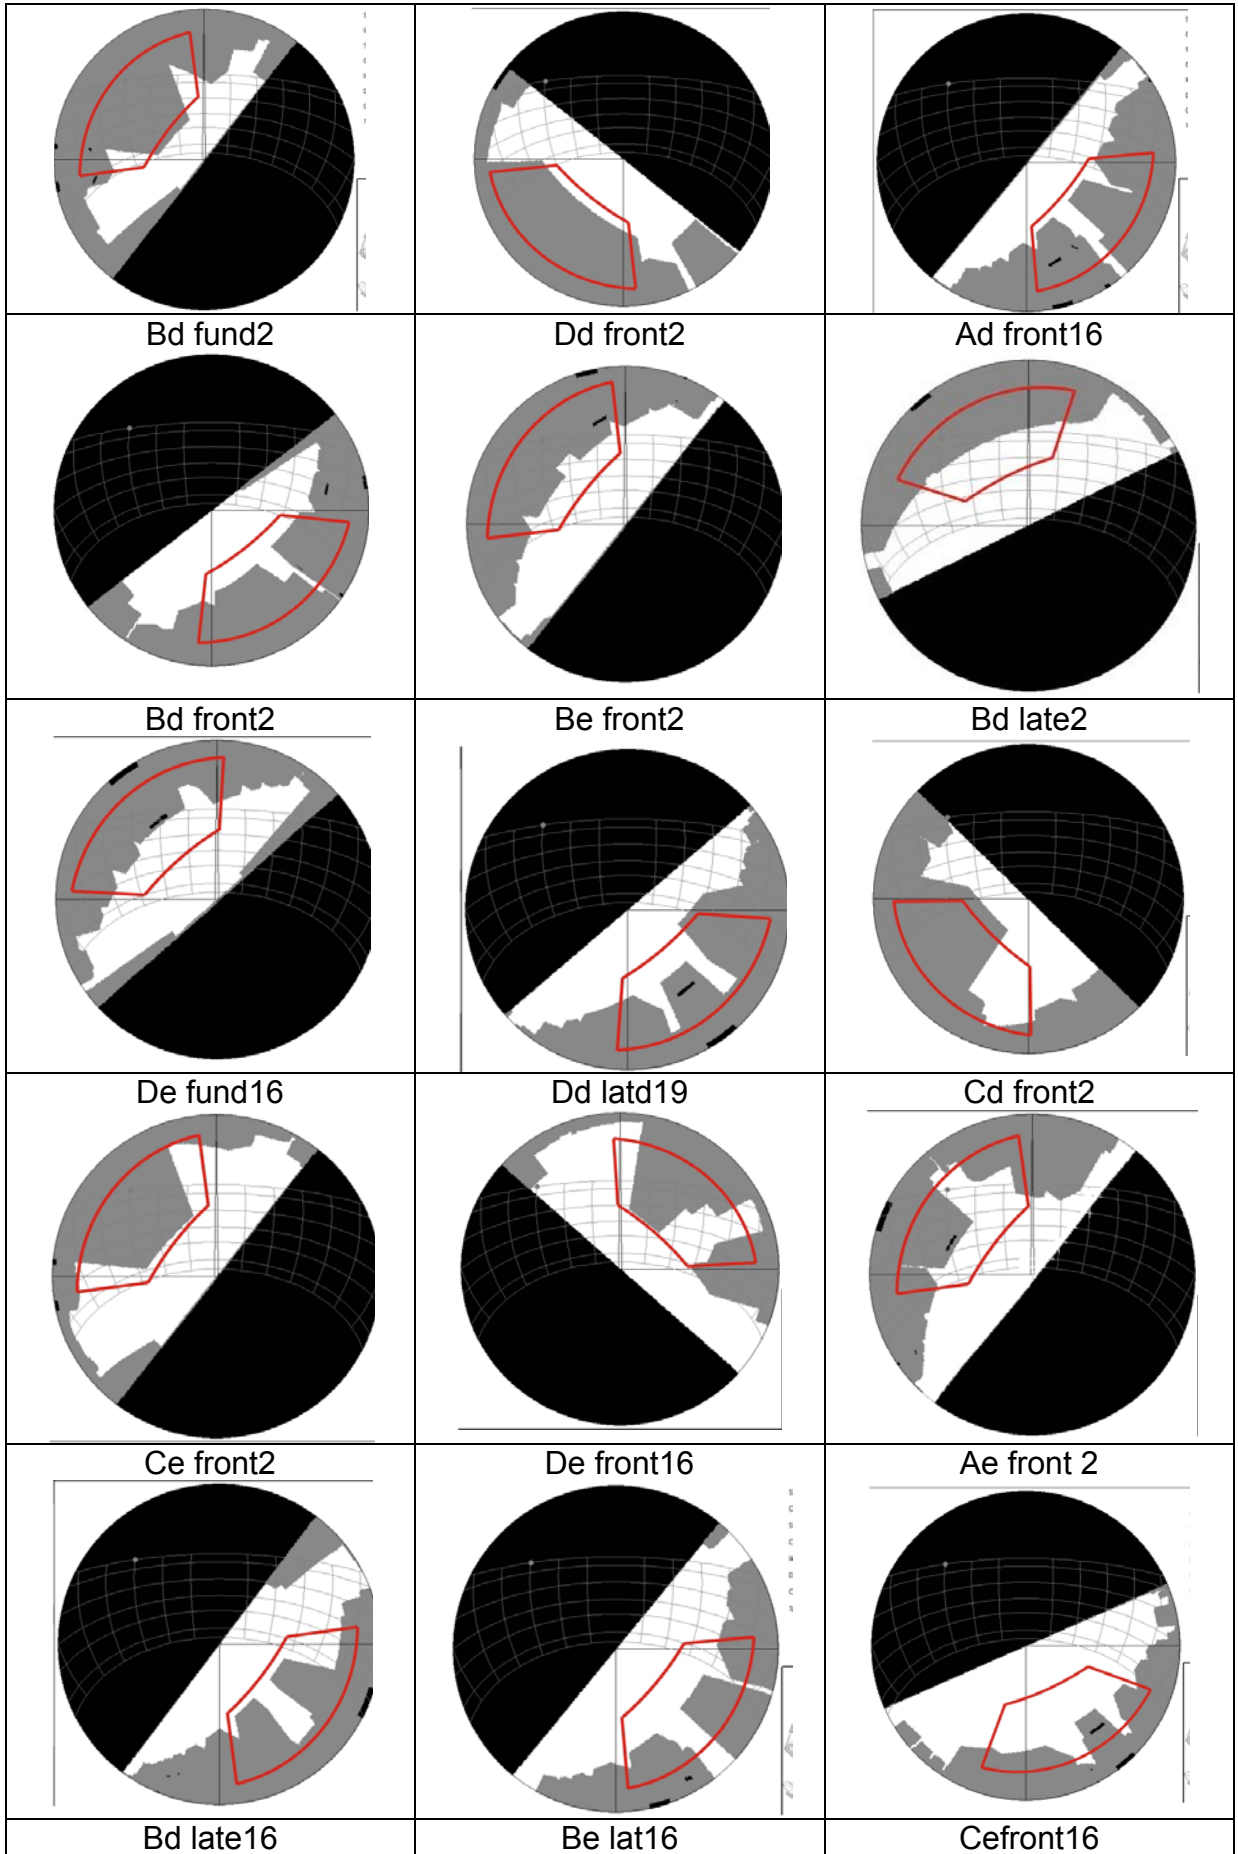 Bd fund2
Dd front2
Ad front16
Bd front2
Be front2
Bd late2
De fund16
Dd latd19
Cd front2
Ce front2
De front16
Ae front 2
Bd late16
Be lat16
Cefront16